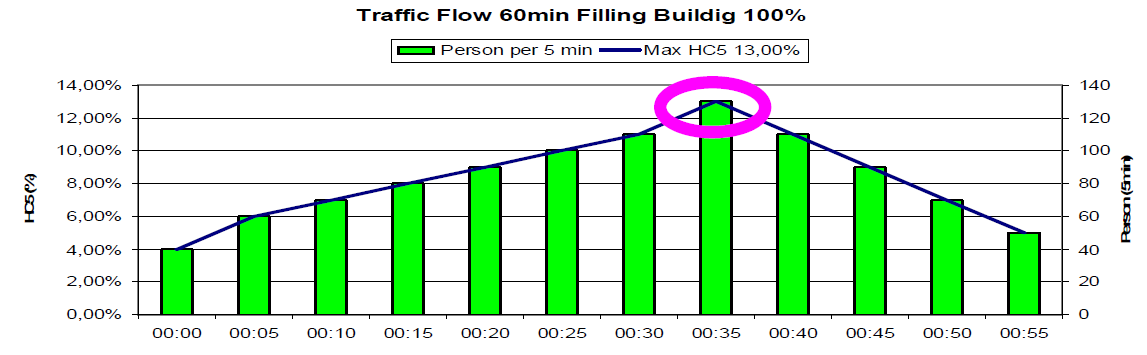 Traffic Flow 60min Filling Buildig 100%
Person per 5 min Max HC5 13,00%
14,00% 140
12,00% 120
10,00% 100
8,00% 80
6,00% 60
4,00% 40
2,00% 20
0,00% 0
HC5 (%)
Person (5min)
00:00 00:05 00:10 00:15 00:20 00:25 00:30 00:35 00:40 00:45 00:50 00:55